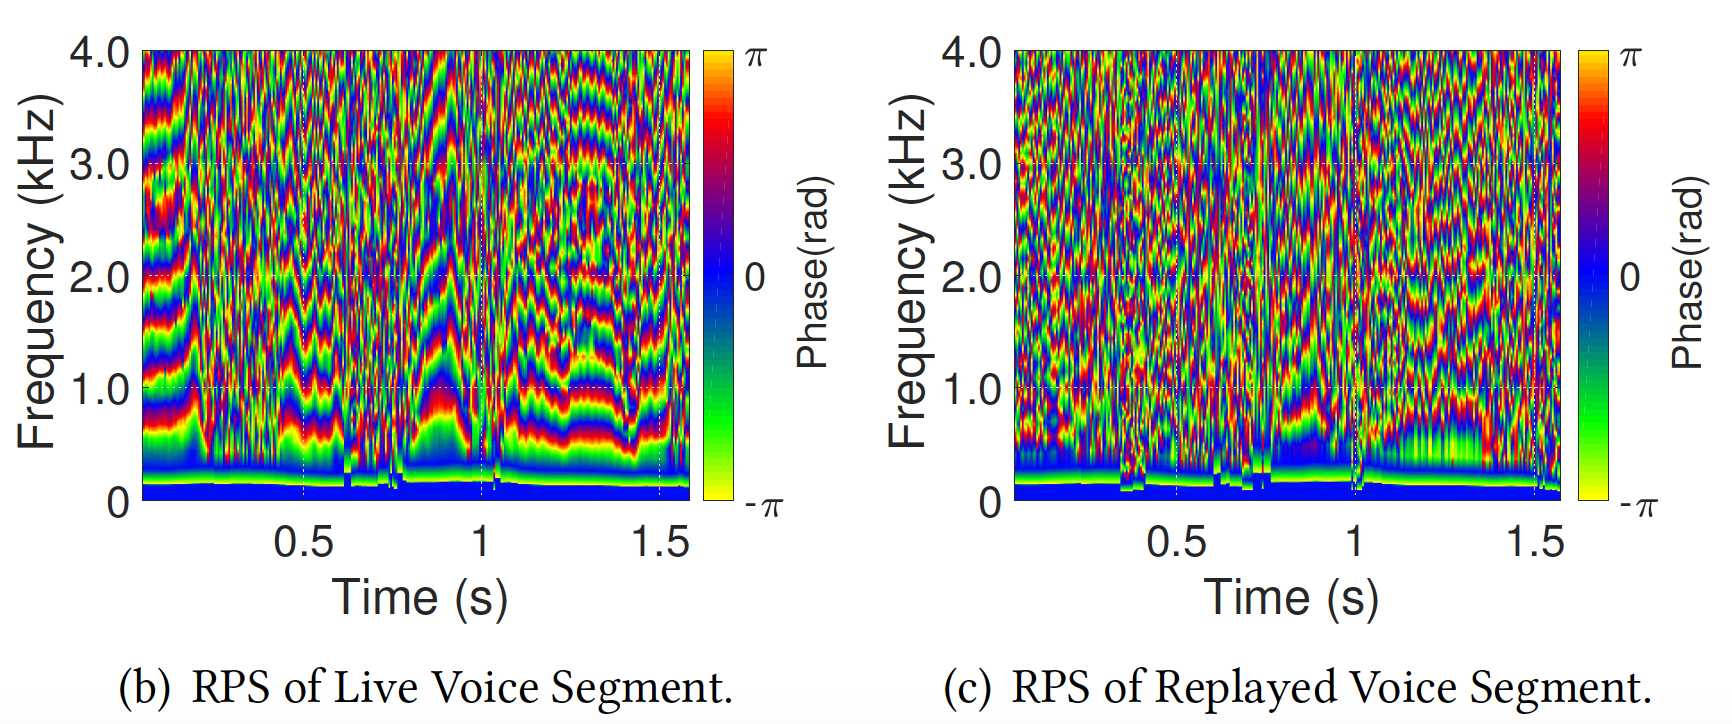 4.0
3.0
2.0
1.0
0
Frequency (kHz)
0.5
1
1.5
Time (s)
π
0
-π
Phase(rad)
(b) RPS of Live Voice Segment.
4.0
3.0
2.0
1.0
0
Frequency (kHz)
0.5
1
1.5
Time (s)
π
0
-π
Phase(rad)
(c) RPS of Replayed Voice Segment.